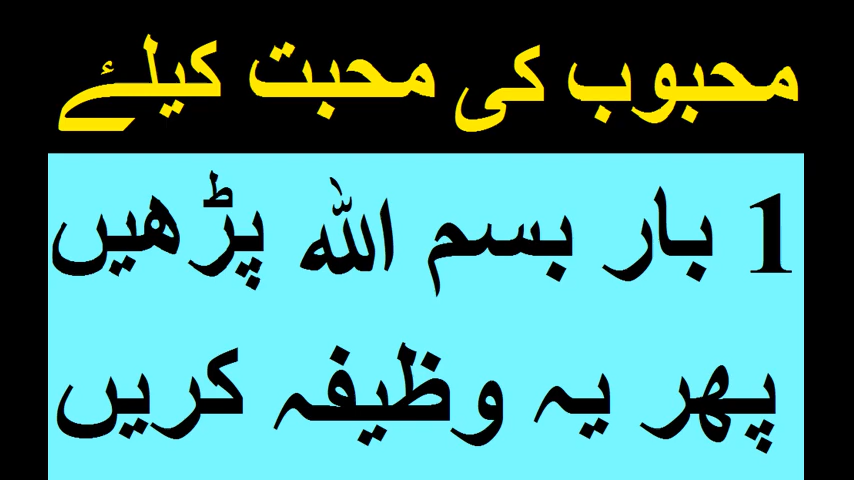 محبوب کی محبت کیلئے
1 بار بسم اللہ پڑھیں
پھر یہ وظیفہ کریں